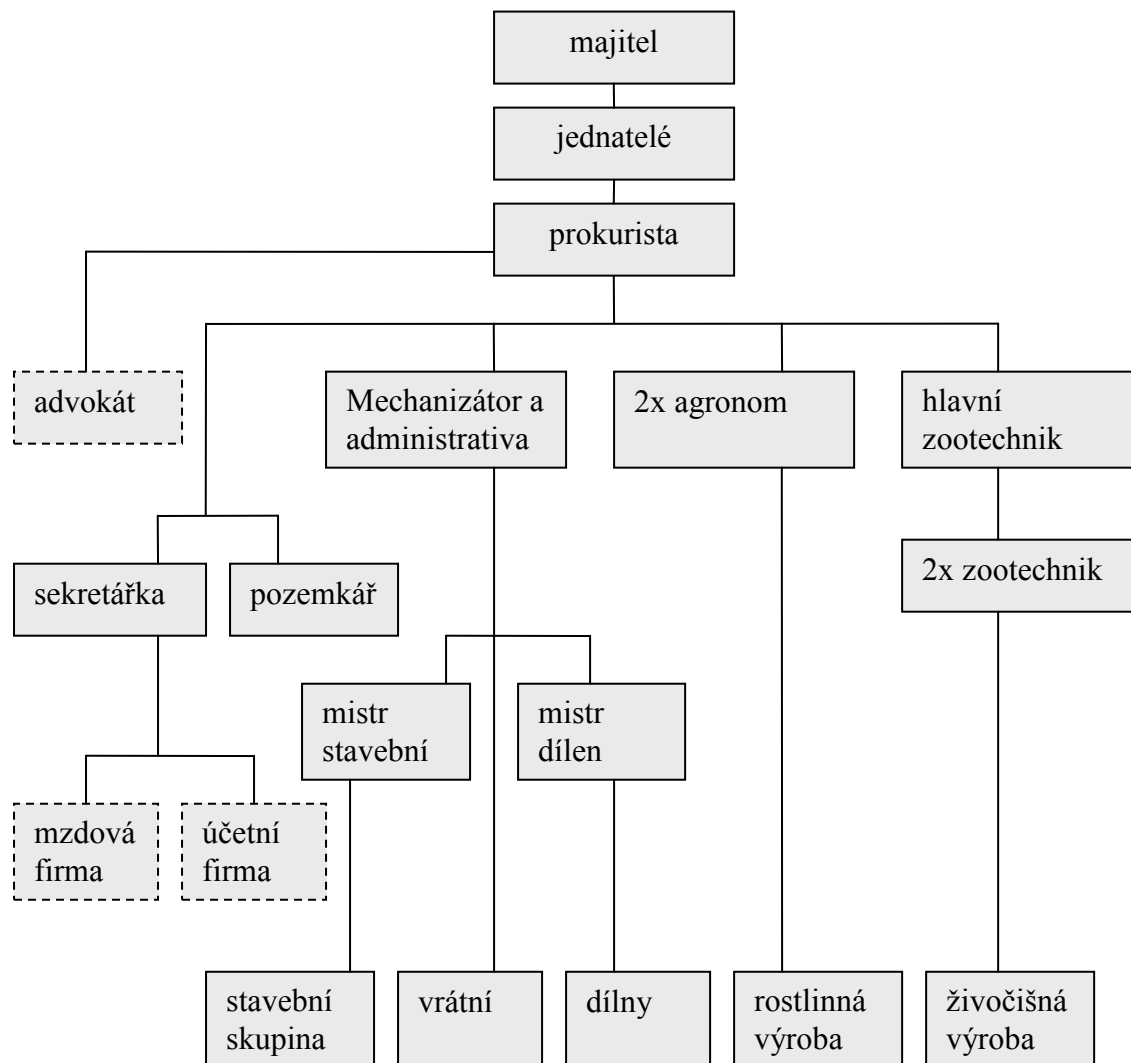 majitel
jednatelé
prokurista
advokát
Mechanizátor a
administrativa
2x agronom
hlavní
zootechnik
sekretářka
pozemkář
2x zootechnik
mistr
stavební
mistr
dílen
mzdová
firma
účetní
firma
stavební
skupina
vrátní
dílny
rostlinná
výroba
živočišná
výroba